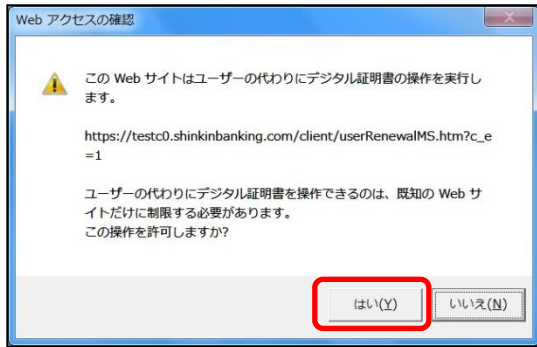 Web アクセスの確認
この Web サイトはユーザーの代わりにデジタル証明書の操作を実行し
ます。
https://testc0.shinkinbanking.com/client/userRenewalMS.htm?c_e
=1
ユーザーの代わりにデジタル証明書を操作できるのは、既知の Web サ
イトだけに制限する必要があります。
この操作を許可しますか?
はい(Y) いいえ(N)